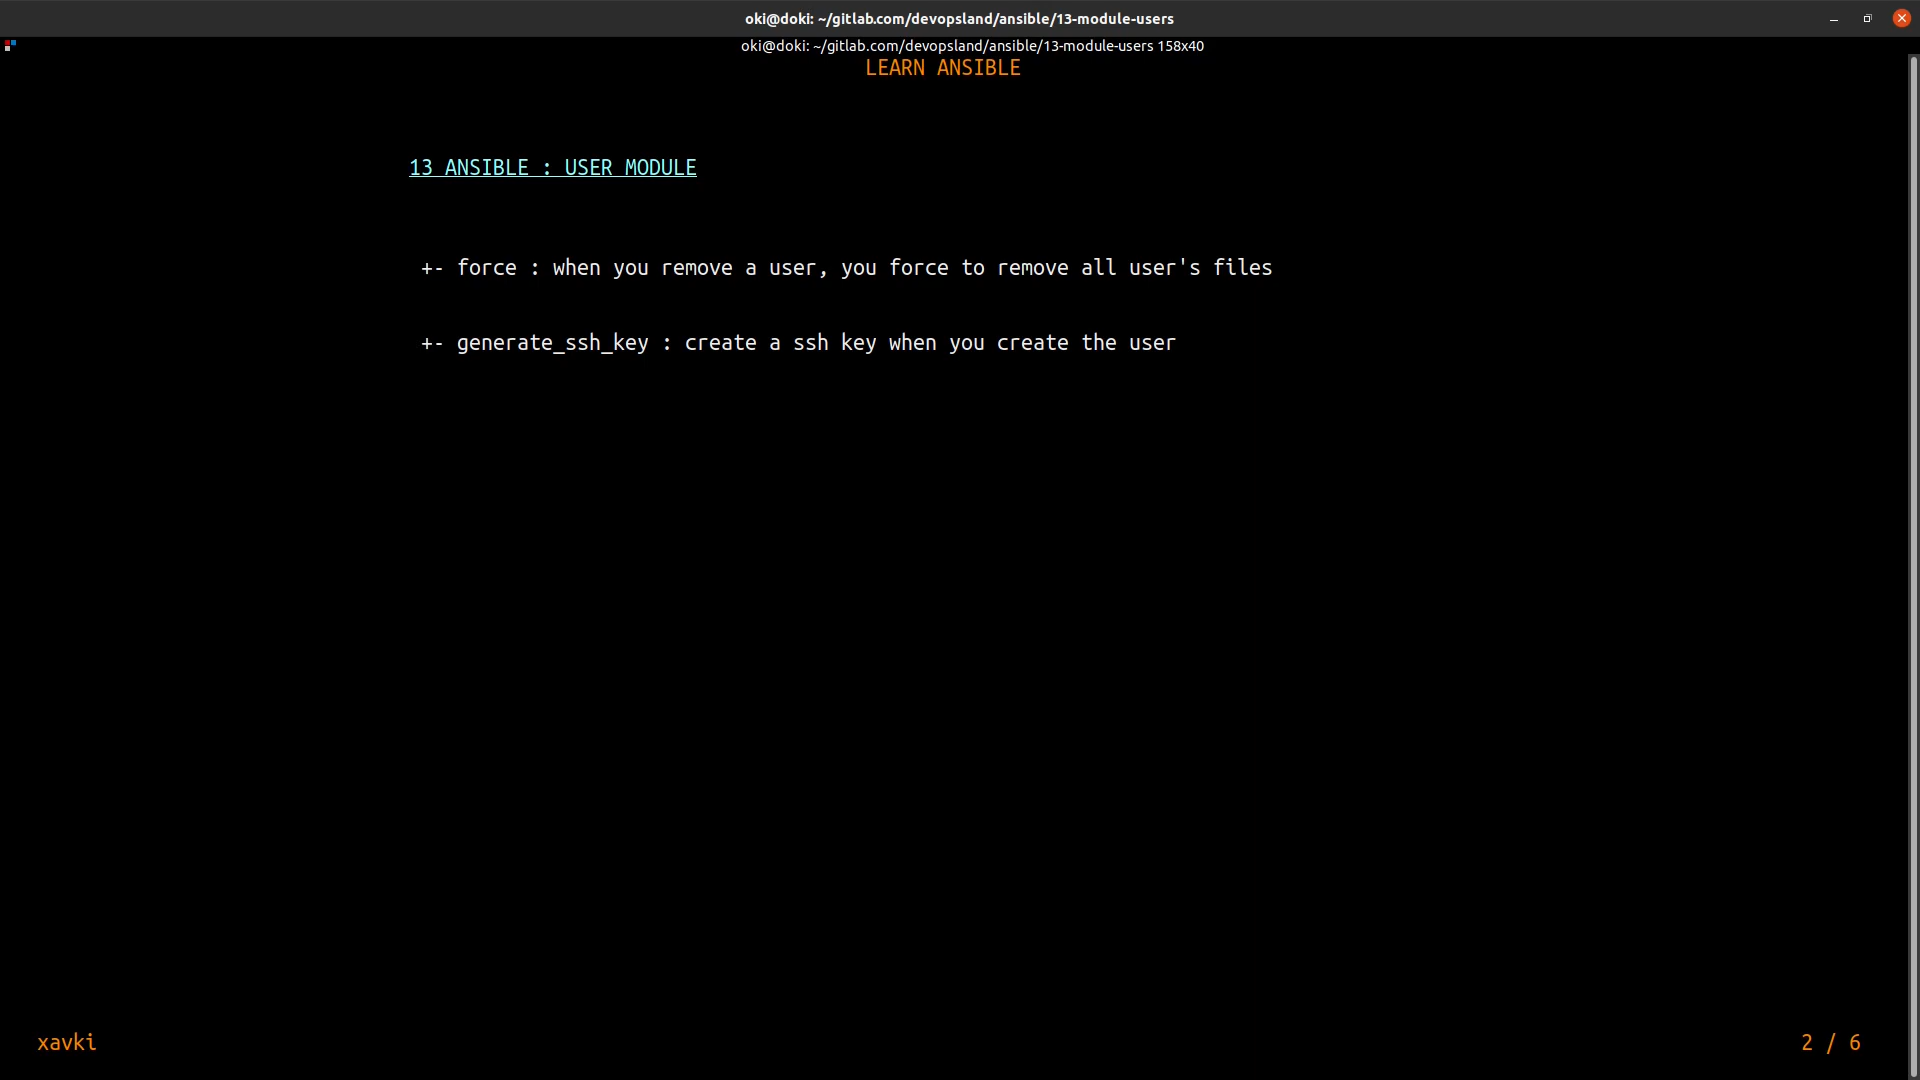 oki@doki: ~/gitlab.com/devopsland/ansible/13-module-users
oki@doki: ~/gitlab.com/devopsland/ansible/13-module-users 158x40
LEARN ANSIBLE
13 ANSIBLE : USER MODULE
+- force : when you remove a user, you force to remove all user's files
+- generate_ssh_key : create a ssh key when you create the user
xavki
2 / 6